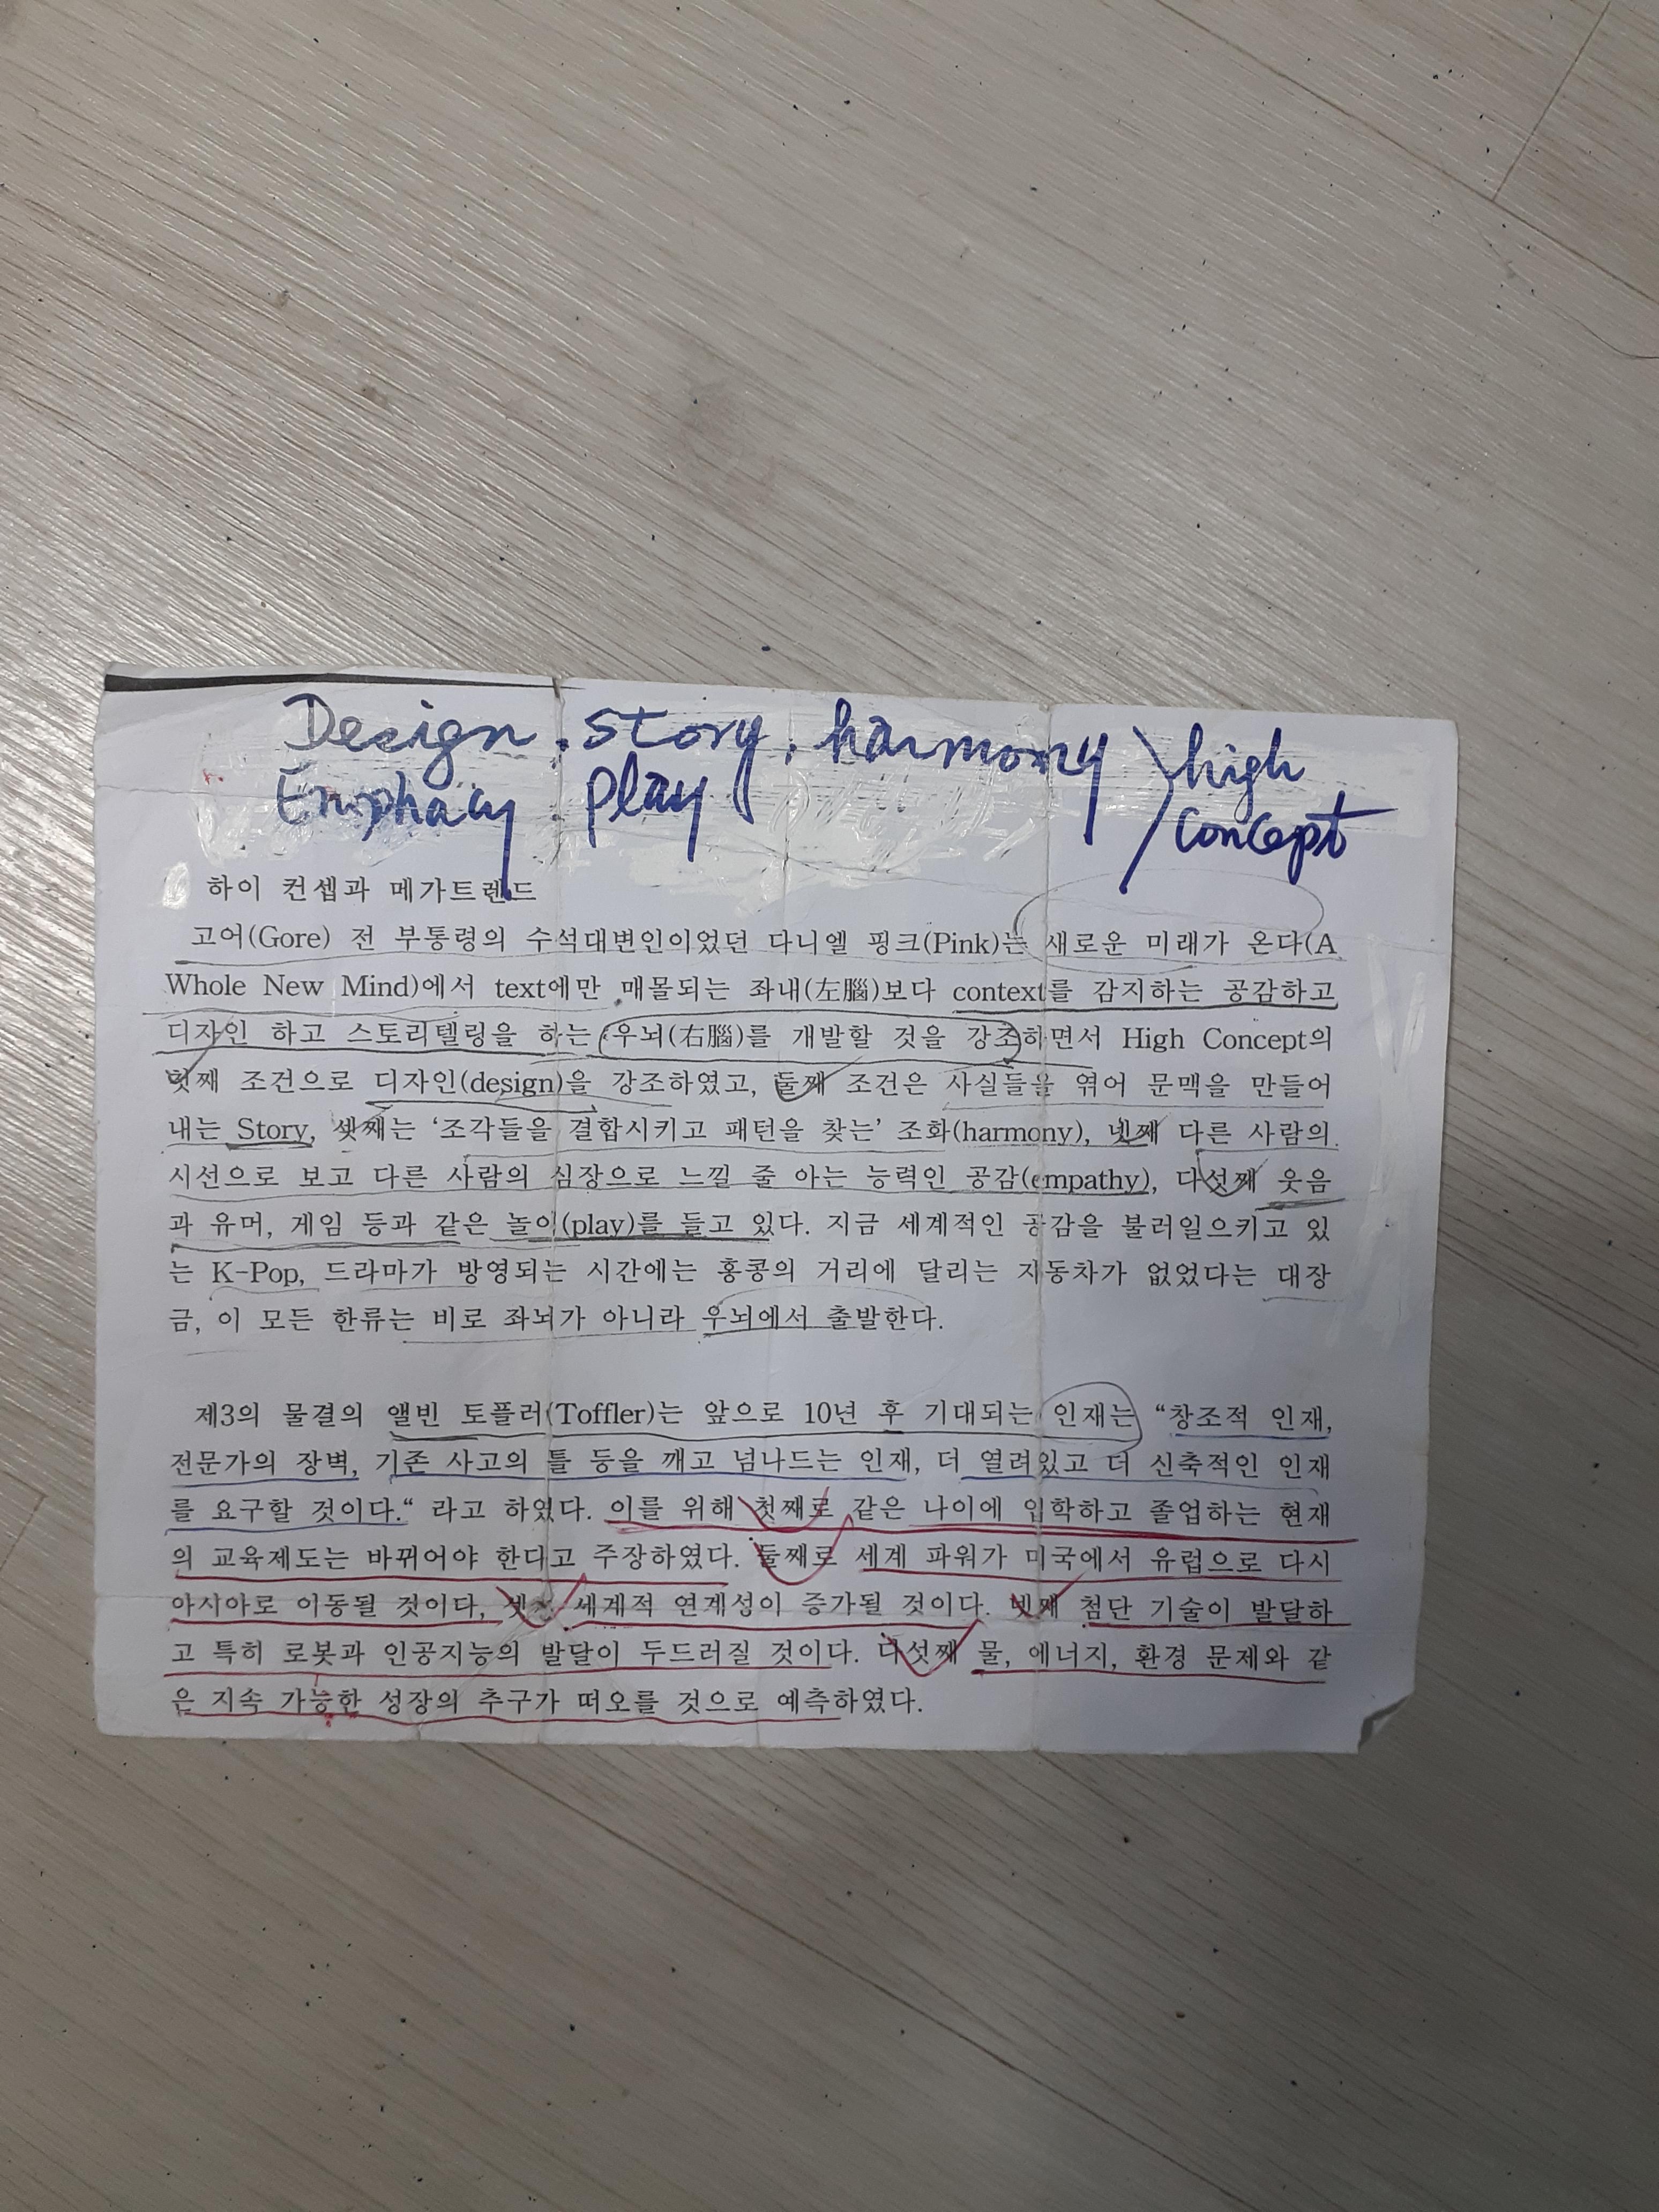 Design, Story, harmony
high
Emphacy, play
Concept
하이 컨셉과 메가트렌드
고어(Gore) 전 부통령의 수석대변인이었던 다니엘 핑크(Pink)는 새로운 미래가 온다(A
Whole New Mind)에서 text에만 매몰되는 좌내(左腦)보다 context를 감지하는 공감하고
디자인 하고 스토리텔링을 하는 우뇌(右腦)를 개발할 것을 강조하면서 High Concept의
첫째 조건으로 디자인(design)을 강조하였고, 둘째 조건은 사실들을 엮어 문맥을 만들어
내는 Story, 셋째는 ‘조각들을 결합시키고 패턴을 찾는’ 조화(harmony), 넷째 다른 사람의
시선으로 보고 다른 사람의 심장으로 느낄 줄 아는 능력인 공감(empathy), 다섯째 웃음
과 유머, 게임 등과 같은 놀이(play)를 들고 있다. 지금 세계적인 공감을 불러일으키고 있
는 K-Pop, 드라마가 방영되는 시간에는 홍콩의 거리에 달리는 자동차가 없었다는 대장
금, 이 모든 한류는 비로 좌뇌가 아니라 우뇌에서 출발한다.
제3의 물결의 앨빈 토플러(Toffler)는 앞으로 10년 후 기대되는 인재는 “창조적 인재,
전문가의 장벽, 기존 사고의 틀 등을 깨고 넘나드는 인재, 더 열려있고 더 신축적인 인재
를 요구할 것이다.“ 라고 하였다. 이를 위해 첫째로 같은 나이에 입학하고 졸업하는 현재
의 교육제도는 바뀌어야 한다고 주장하였다. 둘째로 세계 파워가 미국에서 유럽으로 다시
아시아로 이동될 것이다, 세계적 연계성이 증가될 것이다. 넷째 첨단 기술이 발달하
고 특히 로봇과 인공지능의 발달이 두드러질 것이다. 다섯째 물, 에너지, 환경 문제와 같
은 지속 가능한 성장의 추구가 떠오를 것으로 예측하였다.